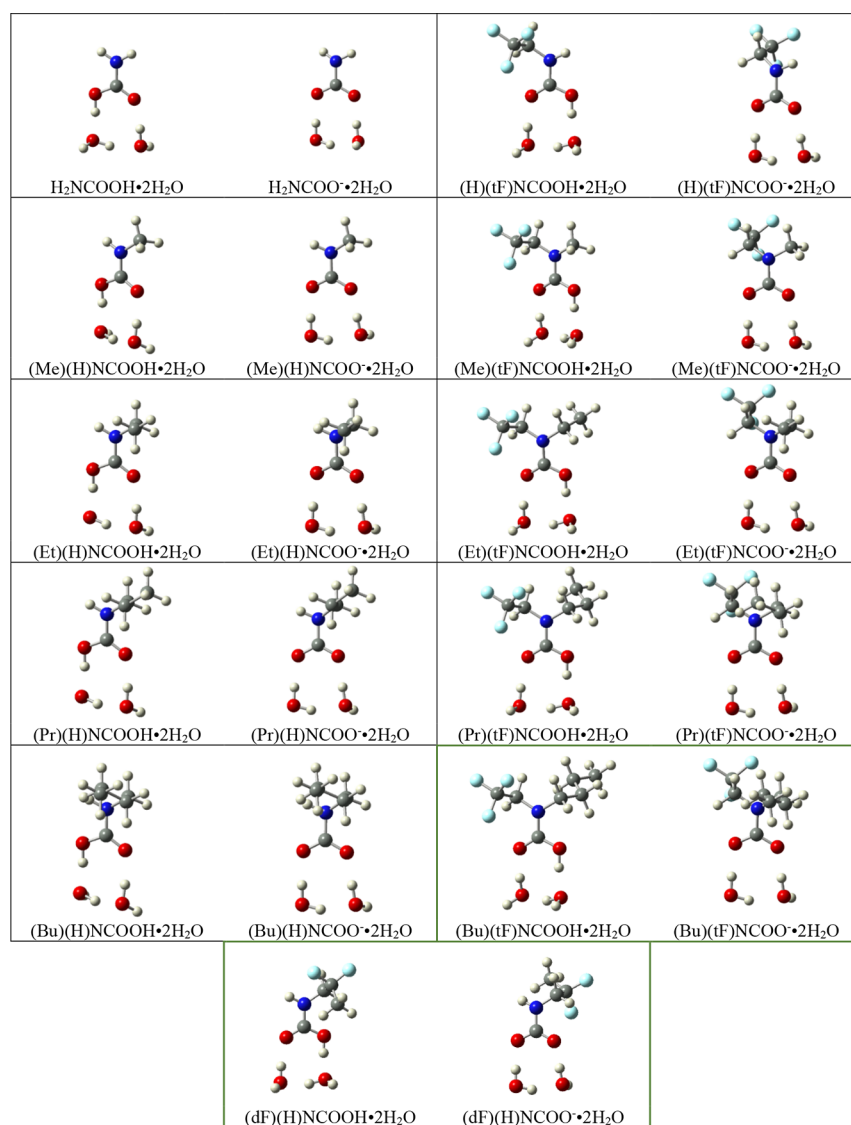 H₂NCOOH•2H₂O H₂NCOO⁻•2H₂O (H)(tF)NCOOH•2H₂O (H)(tF)NCOO⁻•2H₂O
(Me)(H)NCOOH•2H₂O (Me)(H)NCOO⁻•2H₂O (Me)(tF)NCOOH•2H₂O (Me)(tF)NCOO⁻•2H₂O
(Et)(H)NCOOH•2H₂O (Et)(H)NCOO⁻•2H₂O (Et)(tF)NCOOH•2H₂O (Et)(tF)NCOO⁻•2H₂O
(Pr)(H)NCOOH•2H₂O (Pr)(H)NCOO⁻•2H₂O (Pr)(tF)NCOOH•2H₂O (Pr)(tF)NCOO⁻•2H₂O
(Bu)(H)NCOOH•2H₂O (Bu)(H)NCOO⁻•2H₂O (Bu)(tF)NCOOH•2H₂O (Bu)(tF)NCOO⁻•2H₂O
(dF)(H)NCOOH•2H₂O (dF)(H)NCOO⁻•2H₂O